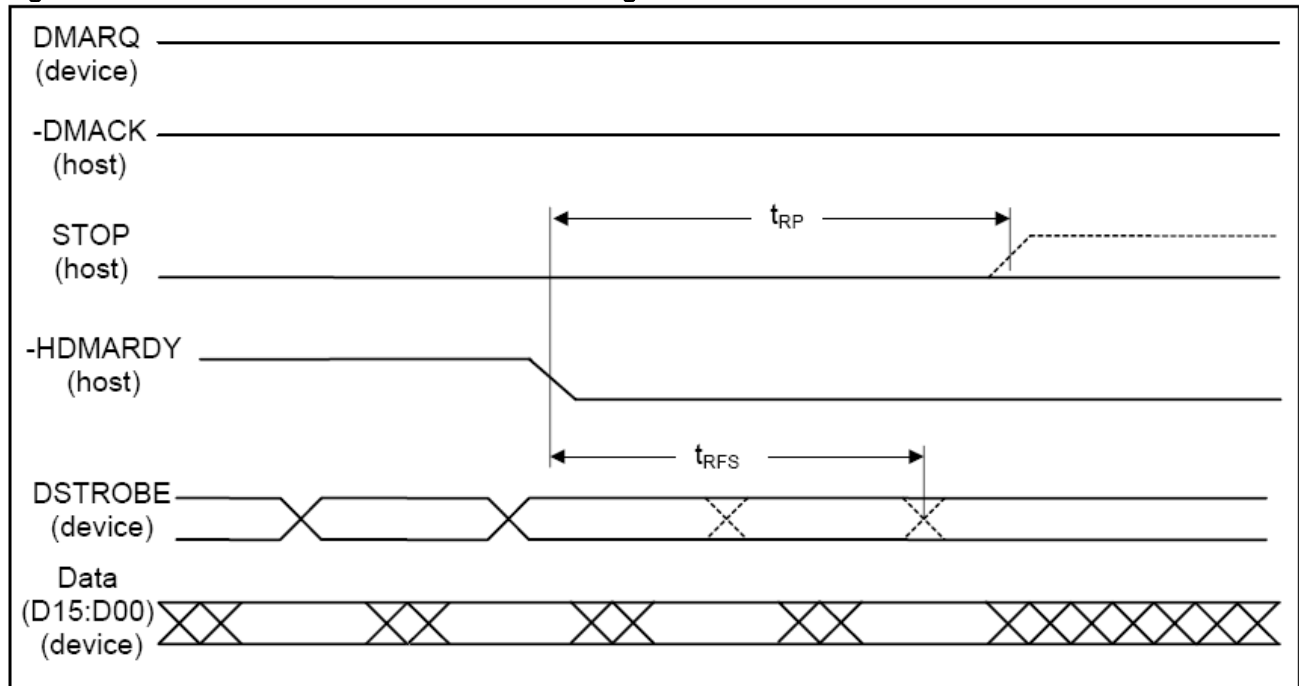 DMARQ
(device)
-DMACK
(host)
STOP
(host)
tRP
-HDMARDY
(host)
tRFS
DSTROBE
(device)
Data
(D15:D00)
(device)